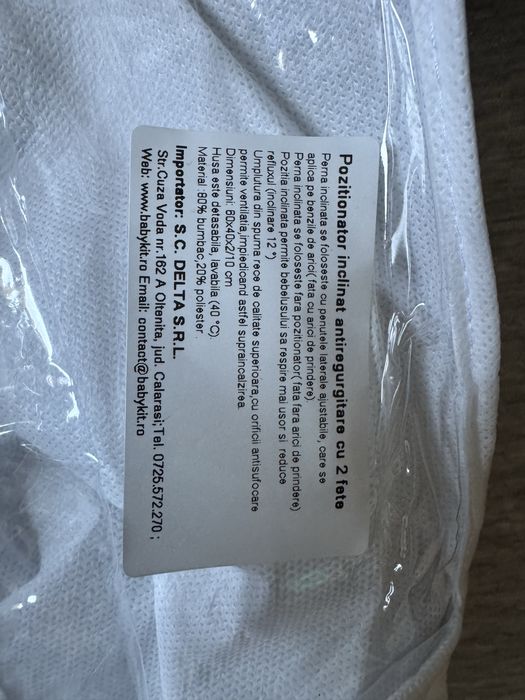 Pozitionator inclinat antiregurgitare cu 2 fete
Perna inclinata se foloseste cu pernutele laterale ajustabile, care se
aplica pe benzile de arici( fata cu arici de prindere).
Perna inclinata se foloseste fara pozitionator( fata fara arici de prindere)
Pozitia inclinata permite bebelusului sa respire mai usor si reduce
refluxul (inclinare 12 °)
Umplutura din spuma rece de calitate superioara,cu orificii antisufocare
permite ventilatia,impiedicand astfel supraincalzirea.
Dimensiuni: 60x40x2/10 cm
Husa este detasabila, lavabila (40 °C)
Material :80% bumbac,20% poliester.
Importator: S.C. DELTA S.R.L.
Str.Cuza Voda nr.162 A Oltenita, jud. Calarasi;Tel. 0725.572.270 ;
Web: www.babykit.ro Email: contact@babykit.ro